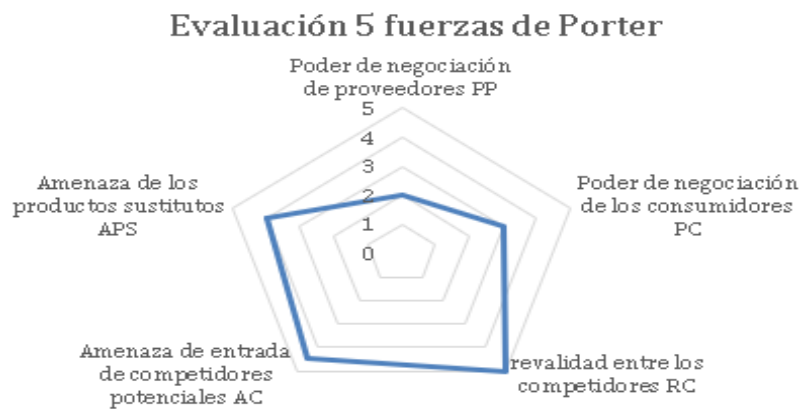 Evaluación 5 fuerzas de Porter
Poder de negociación
de proveedores PP
5
4
3
2
1
0
Poder de negociación
de los consumidores
PC
revalidad entre los
competidores RC
Amenaza de entrada
de competidores
potenciales AC
Amenaza de los
productos sustitutos
APS